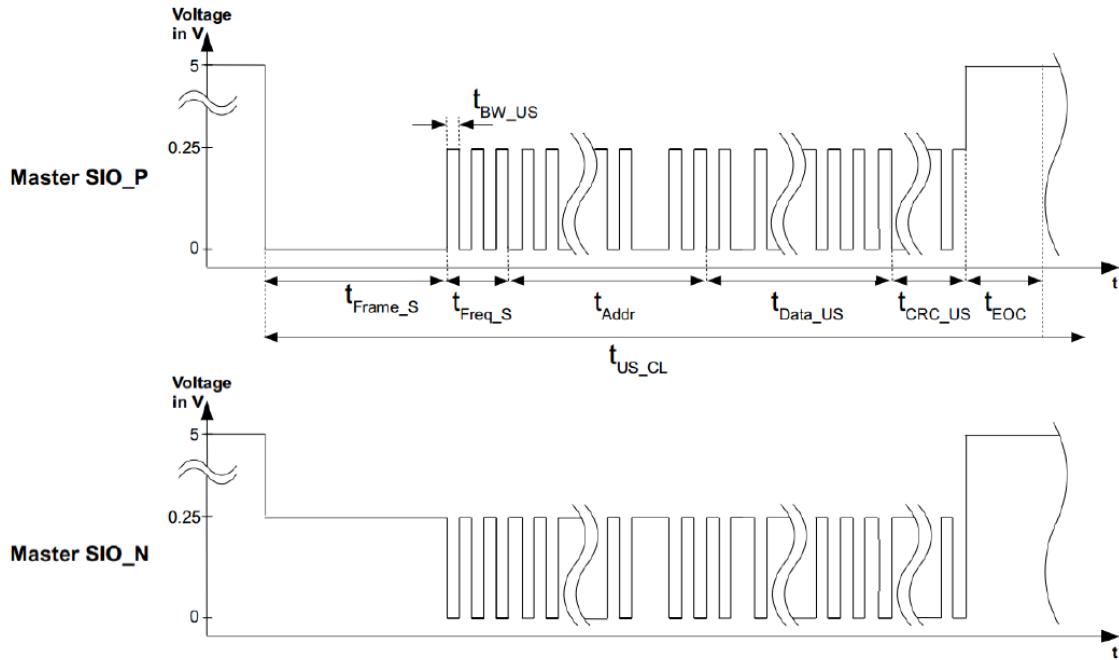 Voltage
in V
5
t_BW_US
0.25
Master SIO_P
0
t
t_Frame_S
t_Freq_S
t_Addr
t_Data_US
t_CRC_US
t_EOC
t_US_CL
Voltage
in V
5
0.25
Master SIO_N
0
t